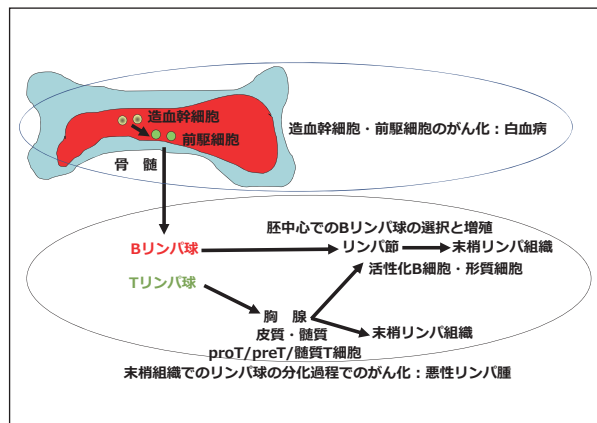 造血幹細胞
前駆細胞
造血幹細胞・前駆細胞のがん化：白血病
骨　髄
胚中心でのBリンパ球の選択と増殖
Bリンパ球
リンパ節
末梢リンパ組織
活性化B細胞・形質細胞
Tリンパ球
胸　腺
皮質・髄質
末梢リンパ組織
proT/preT/髄質T細胞
末梢組織でのリンパ球の分化過程でのがん化：悪性リンパ腫